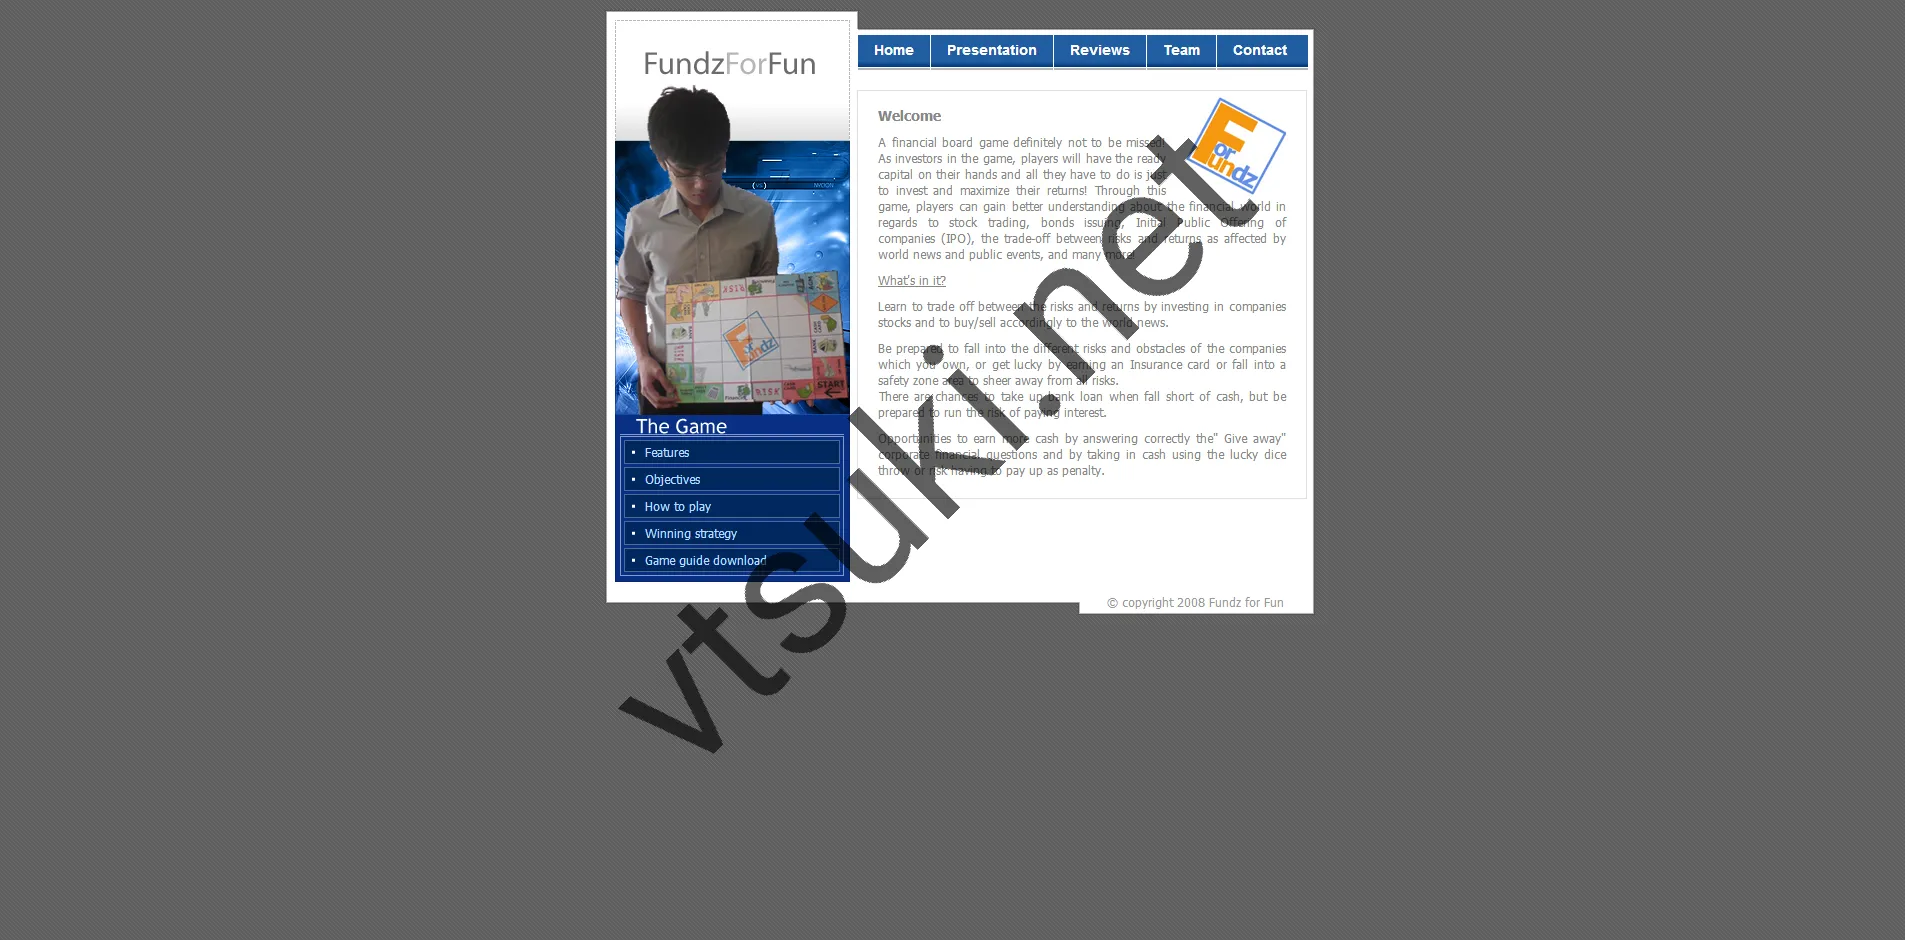 FundzForFun
Home
Presentation
Reviews
Team
Contact
Welcome
A financial board game definitely not to be missed!
As investors in the game, players will have the ready
capital on their hands and all they have to do is just
to invest and maximize their returns! Through this
game, players can gain better understanding about the financial world in
regards to stock trading, bonds issuing, Initial Public Offering of
companies (IPO), the trade-off between risks and returns as affected by
world news and public events, and many more!
What's in it?
Learn to trade off between the risks and returns by investing in companies
stocks and to buy/sell accordingly to the world news.
Be prepared to fall into the different risks and obstacles of the companies
which you own, or get lucky by earning an Insurance card or fall into a
safety zone area to sheer away from all risks.
There are chances to take up bank loan when fall short of cash, but be
prepared to run the risk of paying interest.
Opportunities to earn more cash by answering correctly the" Give away"
corporate financial questions and by taking in cash using the lucky dice
throw or risk having to pay up as penalty.
For
Fundz
RISK
BANK
For
Fundz
RISK
START
The Game
• Features
• Objectives
• How to play
• Winning strategy
• Game guide download
© copyright 2008 Fundz for Fun
vtsuki.net